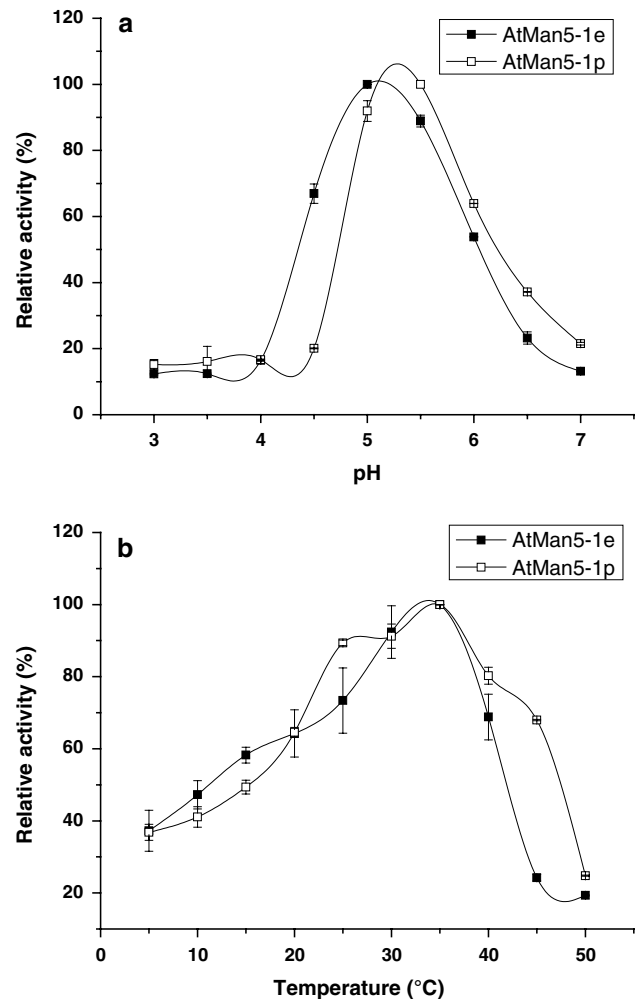 a
AtMan5-1e
AtMan5-1p
120
100
80
60
40
20
0
Relative activity (%)
3 4 5 6 7
pH
b
AtMan5-1e
AtMan5-1p
120
100
80
60
40
20
Relative activity (%)
0 10 20 30 40 50
Temperature (°C)